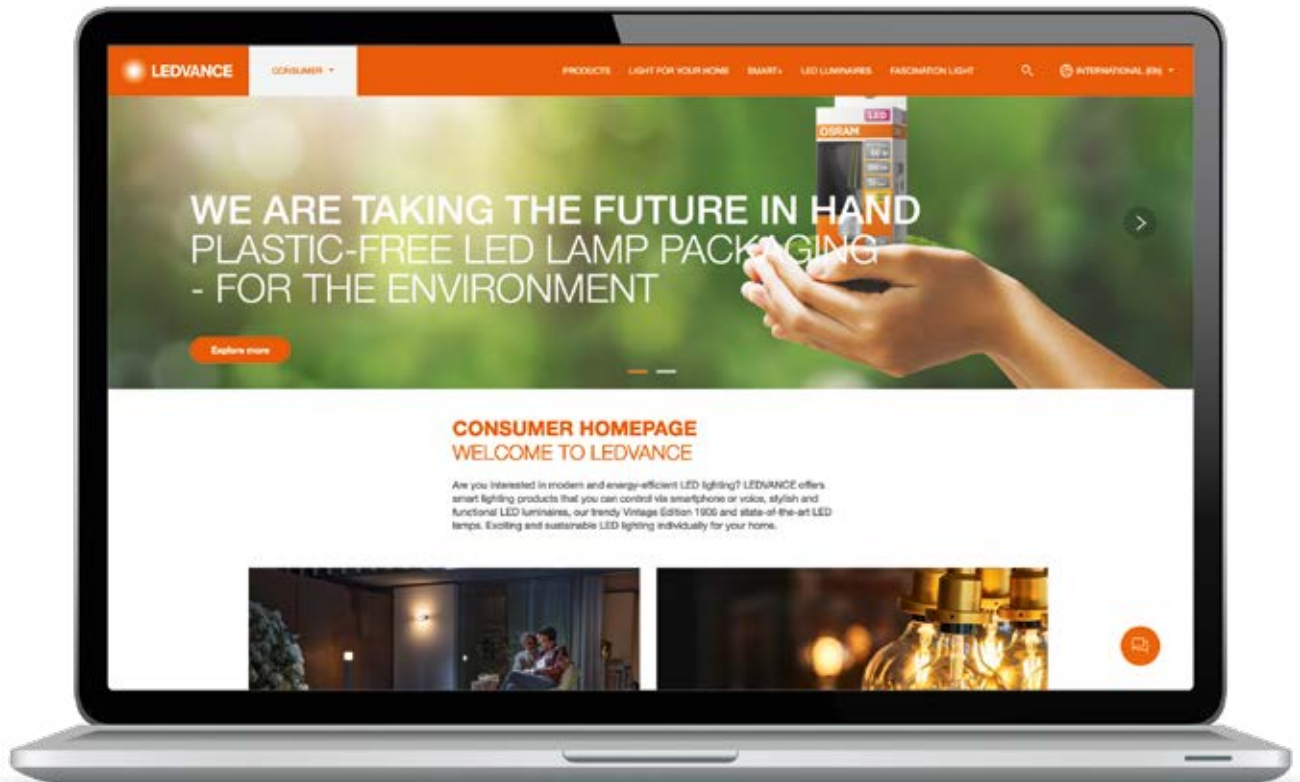 LEDVANCE
CONSUMER
PRODUCTS LIGHT FOR YOUR HOME SMART+ LED LUMINAIRES FASCINATION LIGHT
INTERNATIONAL (EN)
LED
OSRAM
WE ARE TAKING THE FUTURE IN HAND
PLASTIC-FREE LED LAMP PACKAGING
- FOR THE ENVIRONMENT
Explore more
CONSUMER HOMEPAGE
WELCOME TO LEDVANCE
Are you interested in modern and energy-efficient LED lighting? LEDVANCE offers
smart lighting products that you can control via smartphone or voice, stylish and
functional LED luminaires, our trendy Vintage Edition 1906 and state-of-the-art LED
lamps. Exciting and sustainable LED lighting individually for your home.